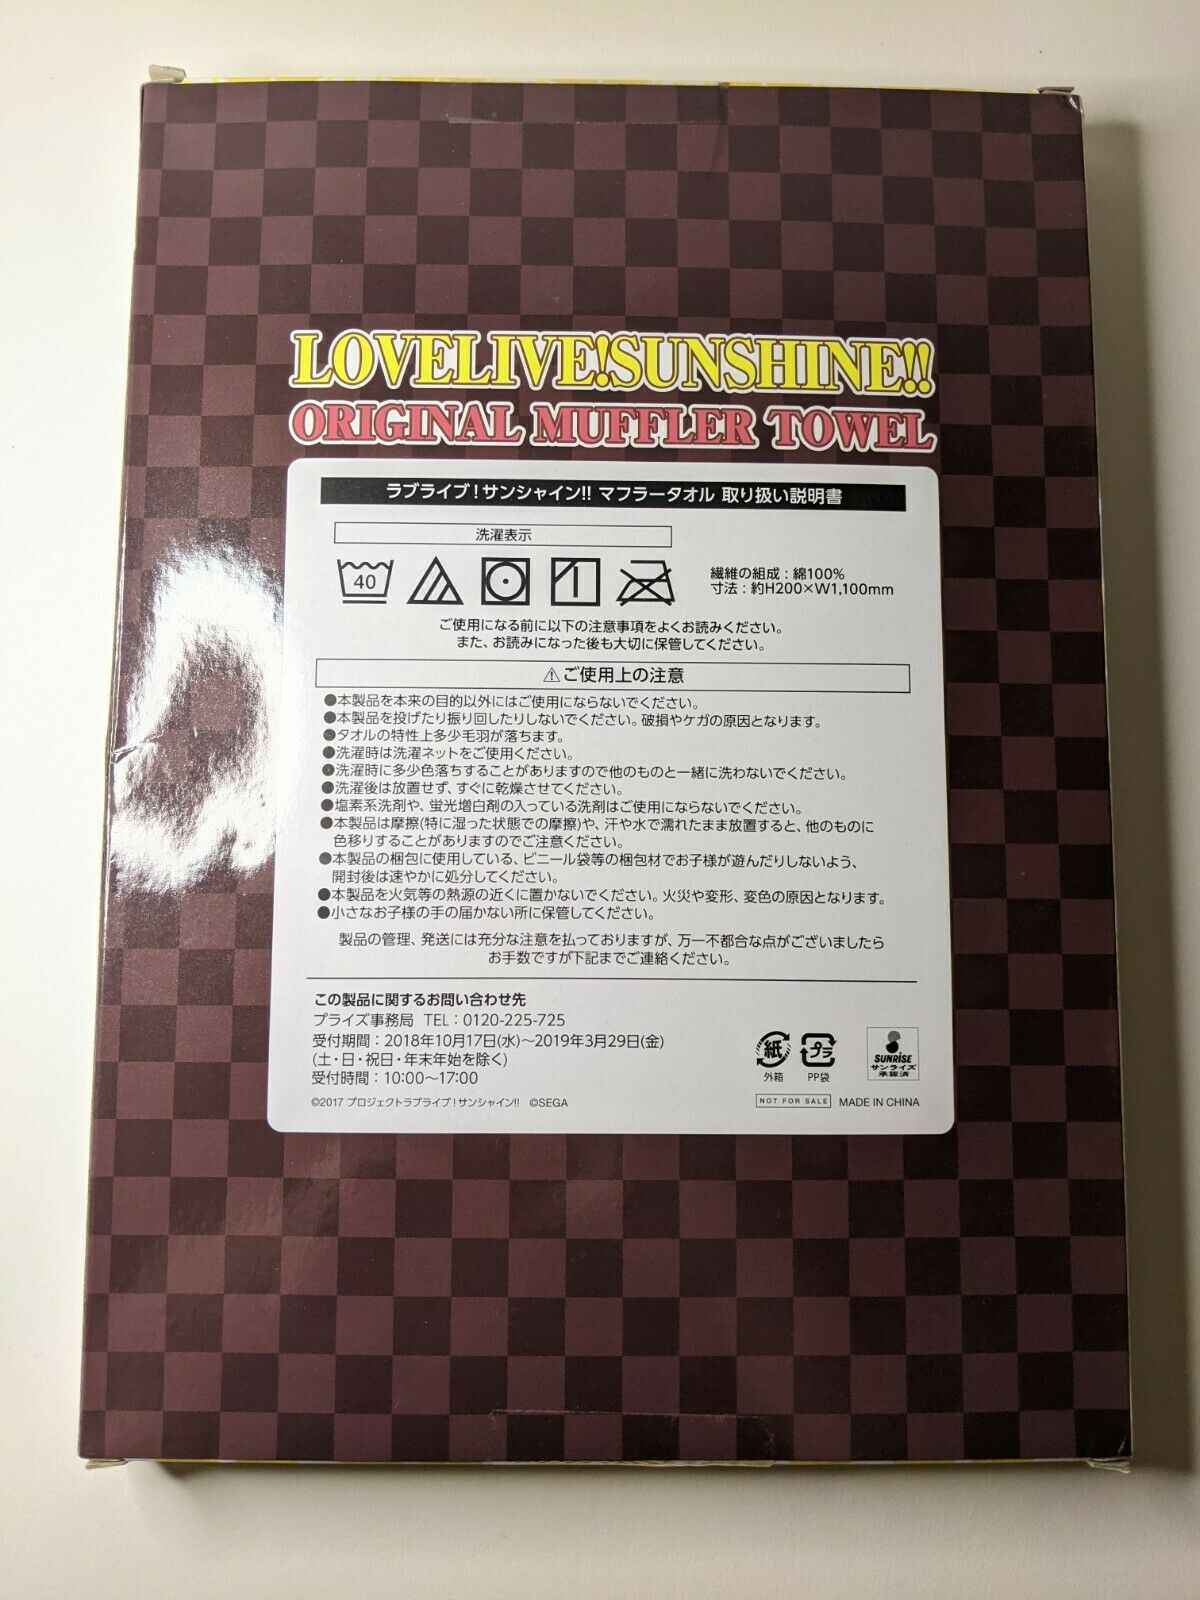 LOVELIVE!SUNSHINE!!
ORIGINAL MUFFLER TOWEL
ラブライブ！サンシャイン!! マフラータオル 取り扱い説明書
洗濯表示
40
繊維の組成：綿100%
寸法：約H200×W1,100mm
ご使用になる前に以下の注意事項をよくお読みください。
また、お読みになった後も大切に保管してください。
⚠ご使用上の注意
●本製品を本来の目的以外にはご使用にならないでください。
●本製品を投げたり振り回したりしないでください。破損やケガの原因となります。
●タオルの特性上多少毛羽が落ちます。
●洗濯時は洗濯ネットをご使用ください。
●洗濯時に多少色落ちすることがありますので他のものと一緒に洗わないでください。
●洗濯後は放置せず、すぐに乾燥させてください。
●塩素系洗剤や、蛍光増白剤の入っている洗剤はご使用にならないでください。
●本製品は摩擦(特に湿った状態での摩擦)や、汗や水で濡れたまま放置すると、他のものに
色移りすることがありますのでご注意ください。
●本製品の梱包に使用している、ビニール袋等の梱包材でお子様が遊んだりしないよう、
開封後は速やかに処分してください。
●本製品を火気等の熱源の近くに置かないでください。火災や変形、変色の原因となります。
●小さなお子様の手の届かない所に保管してください。
製品の管理、発送には充分な注意を払っておりますが、万一不都合な点がございましたら
お手数ですが下記までご連絡ください。
この製品に関するお問い合わせ先
プライズ事務局 TEL：0120-225-725
受付期間：2018年10月17日(水)〜2019年3月29日(金)
(土・日・祝日・年末年始を除く)
受付時間：10:00〜17:00
©2017 プロジェクトラブライブ！サンシャイン!! ©SEGA
紙
外箱
プラ
PP袋
SUNRISE
サンライズ
承認済
NOT FOR SALE
MADE IN CHINA